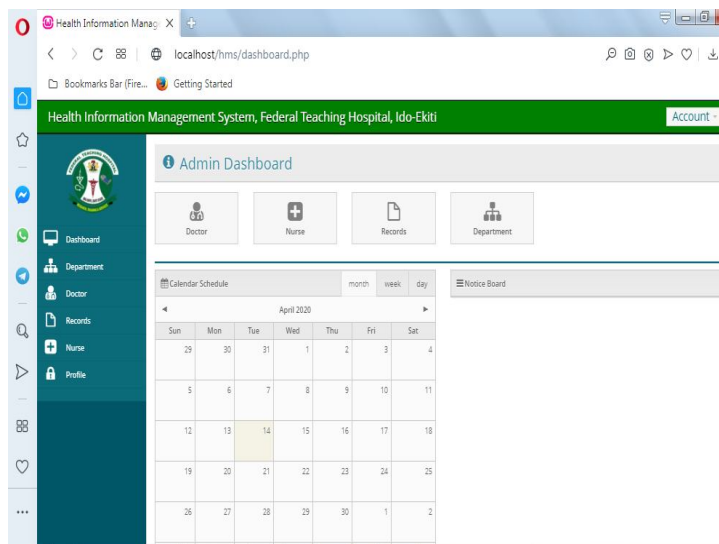 Health Information Manag
localhost/hms/dashboard.php
Bookmarks Bar (Fire... Getting Started
Health Information Management System, Federal Teaching Hospital, Ido-Ekiti Account
Admin Dashboard
Doctor Nurse Records Department
Dashboard
Department
Doctor
Records
Nurse
Profile
Calendar Schedule month week day
Notice Board
April 2020
Sun Mon Tue Wed Thu Fri Sat
29 30 31 1 2 3 4
5 6 7 8 9 10 11
12 13 14 15 16 17 18
19 20 21 22 23 24 25
26 27 28 29 30 1 2